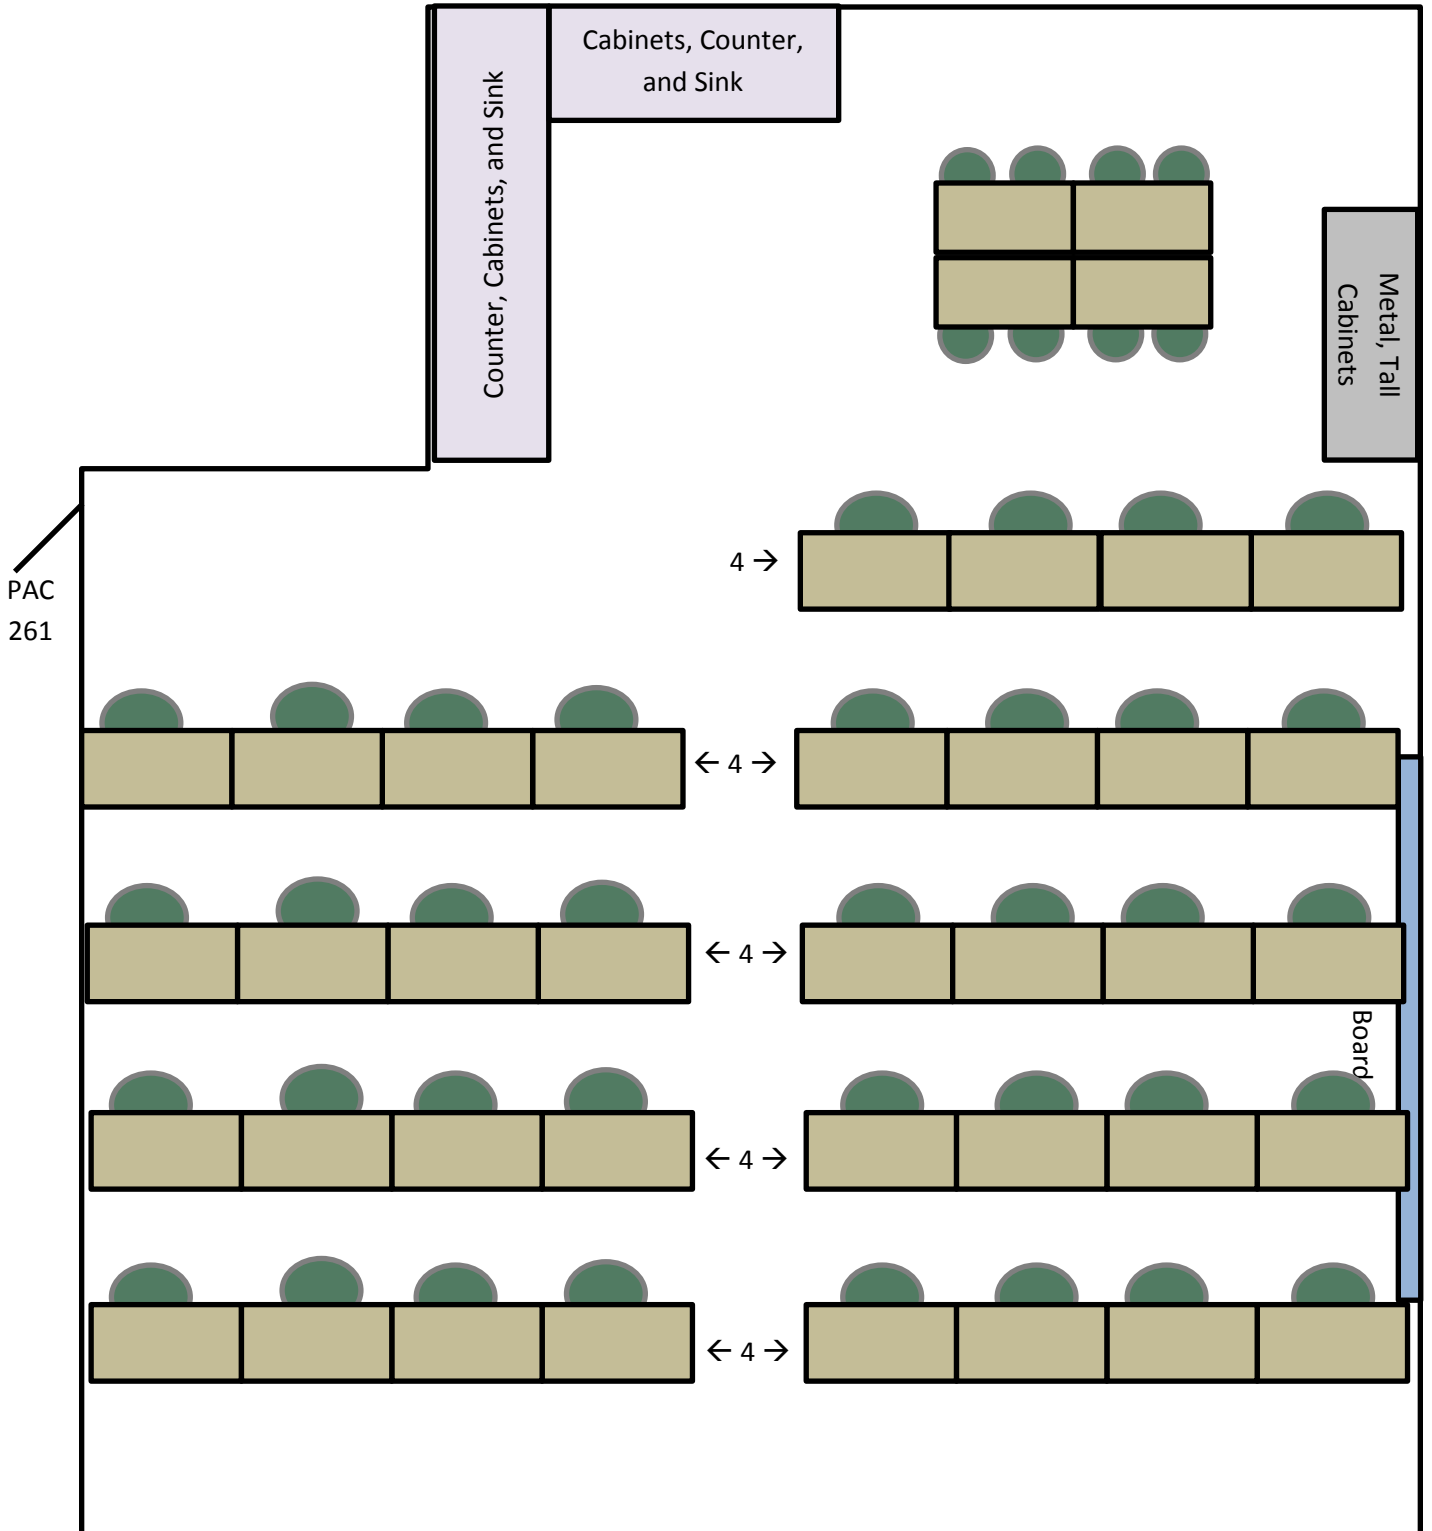 Cabinets, Counter,
and Sink
Counter, Cabinets, and Sink
Metal, Tall
Cabinets
PAC
261
4 →
← 4 →
← 4 →
Board
← 4 →
← 4 →